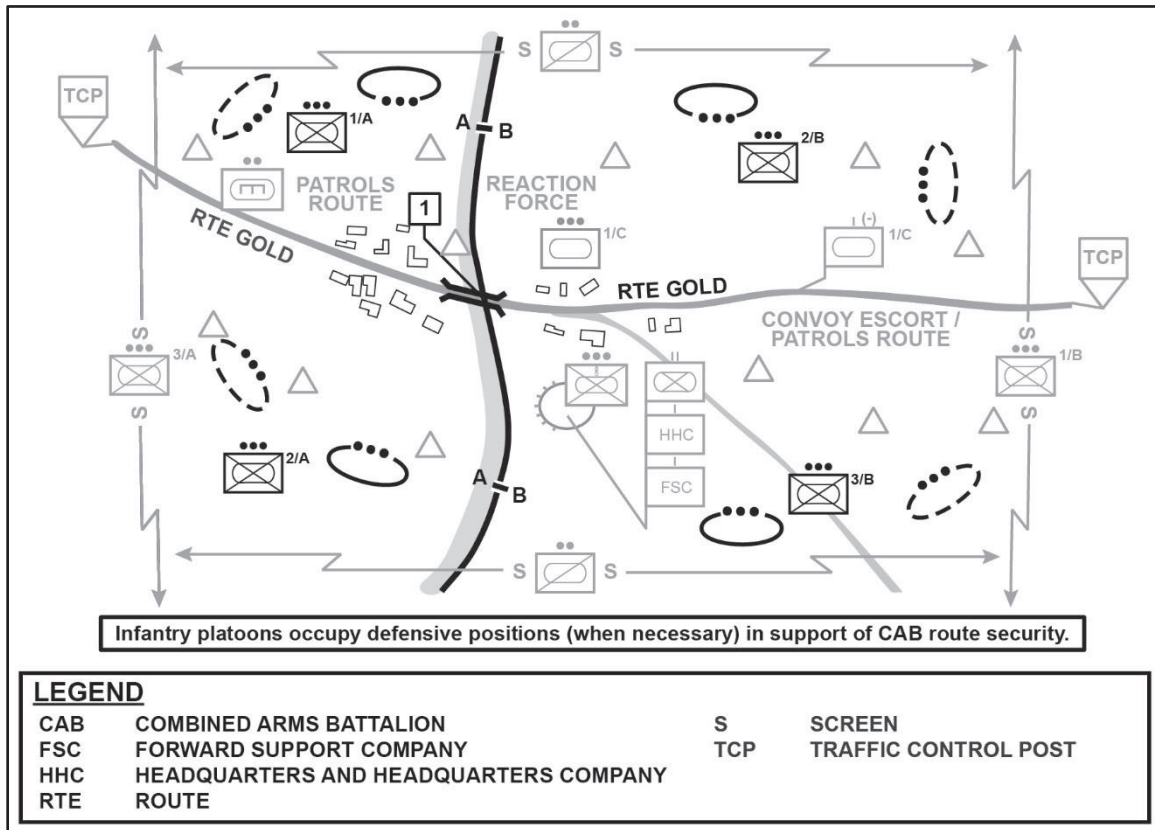 S S
TCP
1/A
A B
2/B
PATROLS
ROUTE
REACTION
FORCE
1
1/C
(-)
1/C
RTE GOLD
TCP
RTE GOLD
CONVOY ESCORT /
PATROLS ROUTE
S
S
3/A
1/B
S
S
HHC
2/A
A B
3/B
FSC
S S
Infantry platoons occupy defensive positions (when necessary) in support of CAB route security.
LEGEND
CAB COMBINED ARMS BATTALION
FSC FORWARD SUPPORT COMPANY
HHC HEADQUARTERS AND HEADQUARTERS COMPANY
RTE ROUTE
S SCREEN
TCP TRAFFIC CONTROL POST